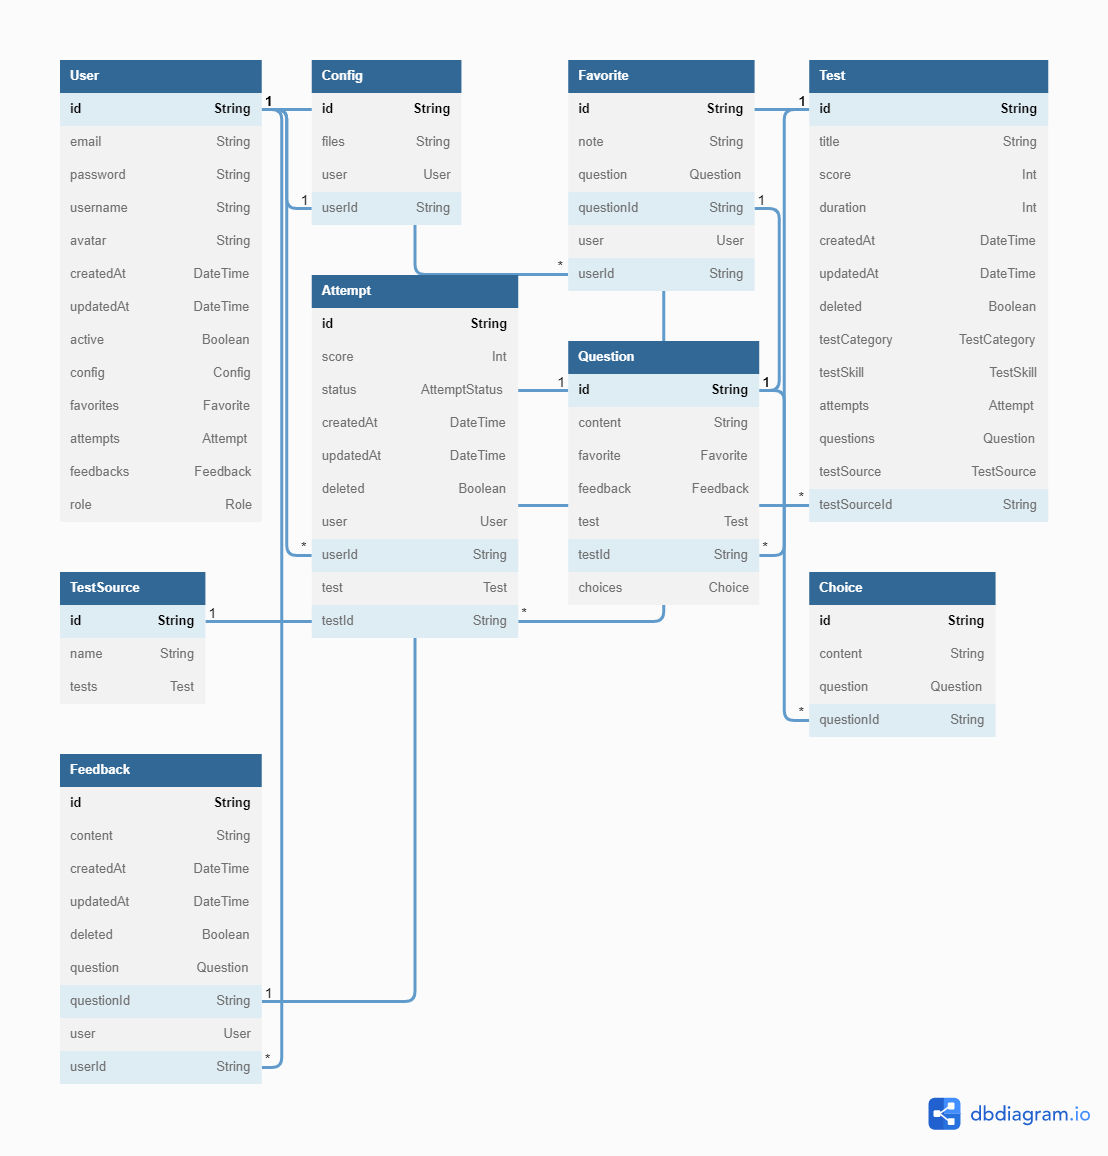 User
id String
email String
password String
username String
avatar String
createdAt DateTime
updatedAt DateTime
active Boolean
config Config
favorites Favorite
attempts Attempt
feedbacks Feedback
role Role
1
Config
id String
files String
user User
1
userId String
Favorite
id String
note String
question Question
questionId String
1
user User
*
userId String
Test
1
id String
title String
score Int
duration Int
createdAt DateTime
updatedAt DateTime
deleted Boolean
testCategory TestCategory
testSkill TestSkill
attempts Attempt
questions Question
testSource TestSource
*
testSourceId String
Attempt
id String
score Int
status AttemptStatus
createdAt DateTime
updatedAt DateTime
deleted Boolean
user User
*
userId String
test Test
testId String
*
Question
1
id String
1
content String
favorite Favorite
feedback Feedback
test Test
testId String
*
choices Choice
TestSource
id String
1
name String
tests Test
Choice
id String
content String
question Question
*
questionId String
Feedback
id String
content String
createdAt DateTime
updatedAt DateTime
deleted Boolean
question Question
questionId String
1
user User
userId String
*
dbdiagram.io